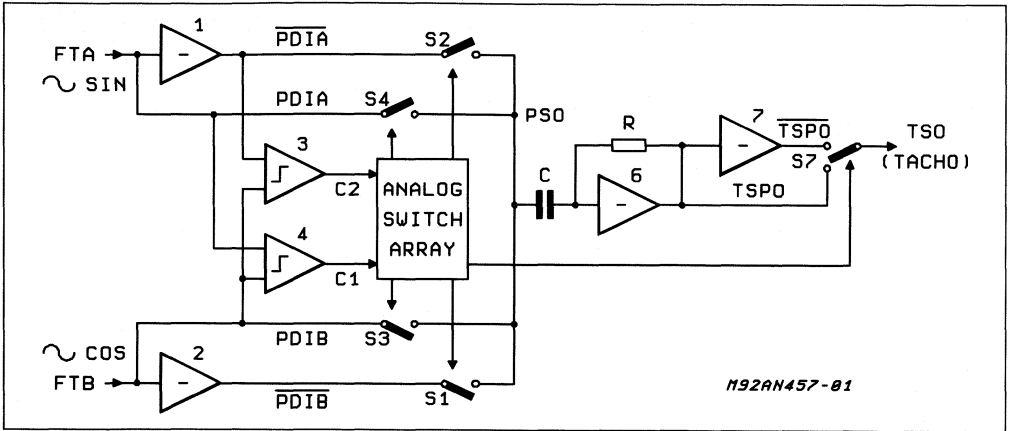 1
PDIA
S2
FTA
SIN
PDIA
S4
PSO
3
C2
ANALOG
SWITCH
ARRAY
4
C1
R
C
6
7
TSPO
S7
TSPO
TSO
(TACHO)
COS
FTB
2
PDIB
S3
PDIB
S1
M92AN457-01